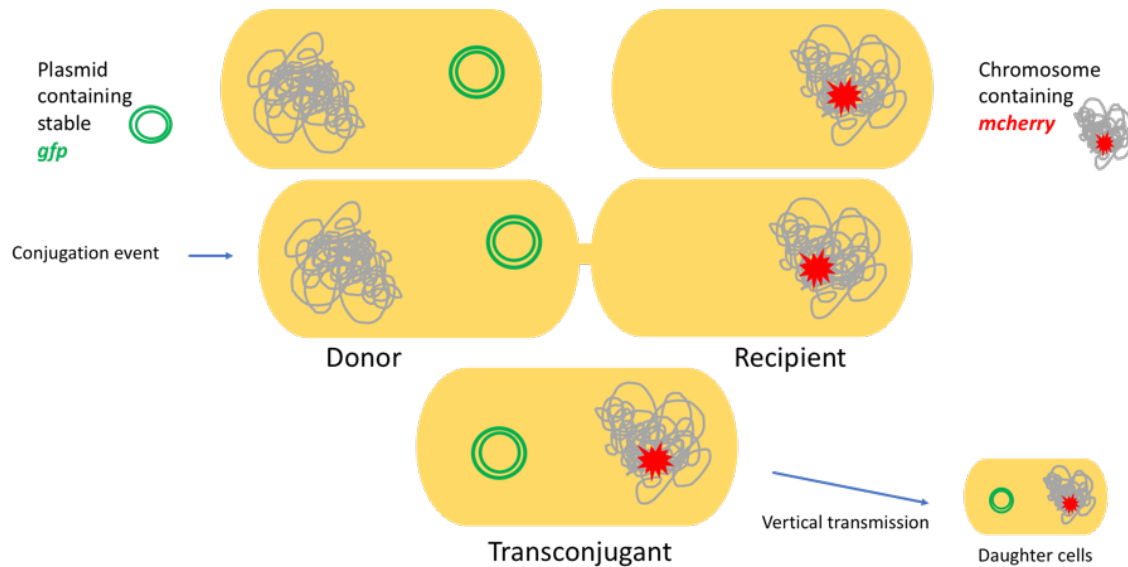 Plasmid
containing
stable
gfp
Chromosome
containing
mcherry
Conjugation event
Donor
Recipient
Transconjugant
Vertical transmission
Daughter cells